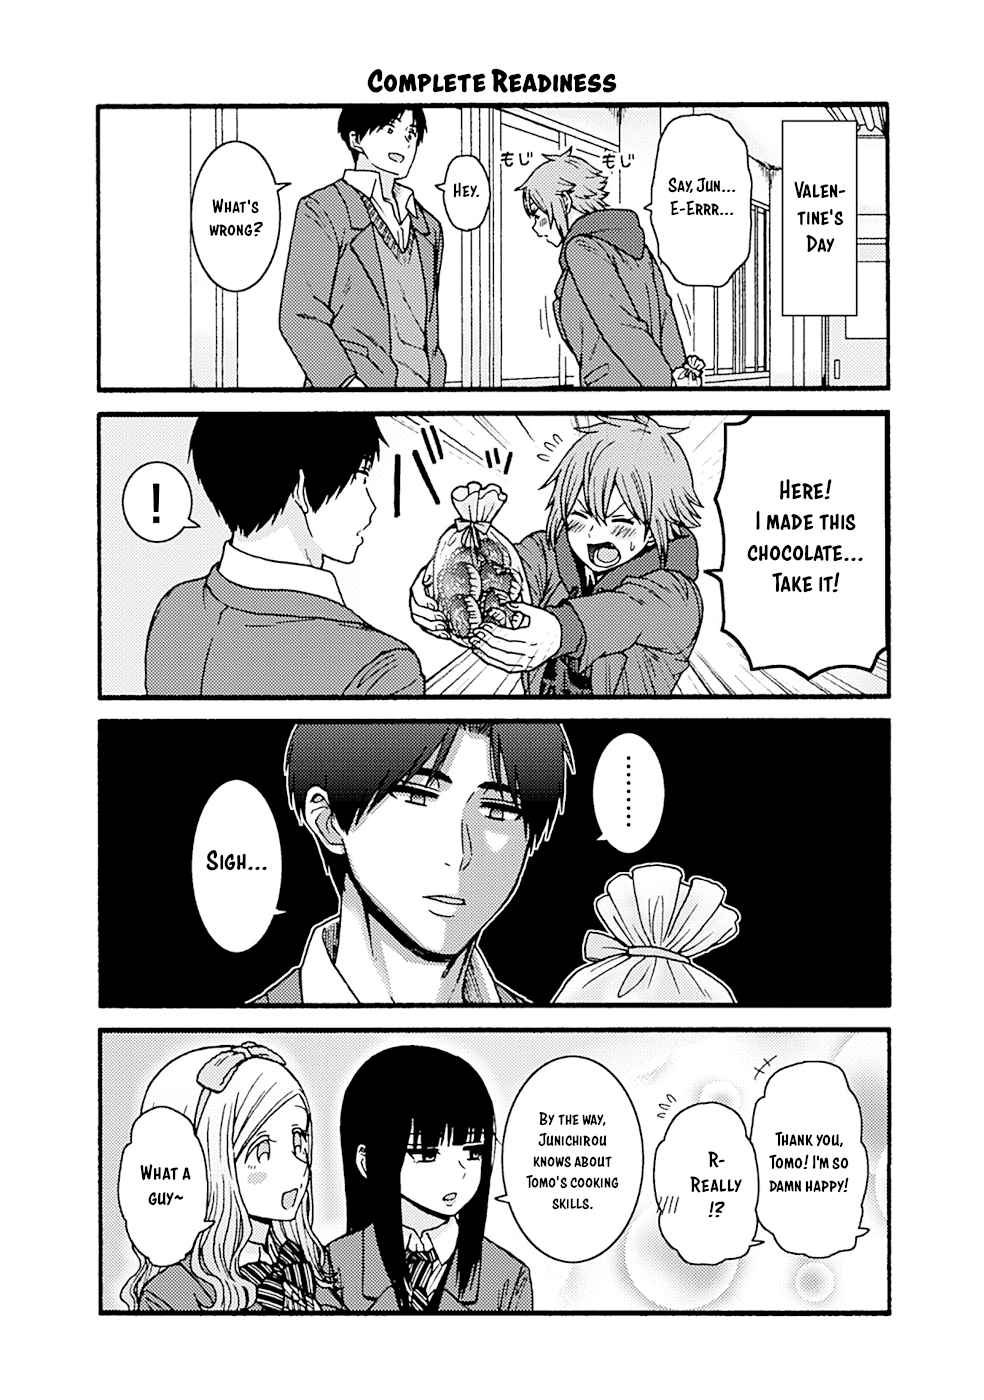 COMPLETE READINESS
VALEN-
TINE'S
DAY
SAY, JUN...
E-ERRR...
もじ
もじ
HEY.
WHAT'S
WRONG?
HERE!
I MADE THIS
CHOCOLATE...
TAKE IT!
!
........
SIGH...
THANK YOU,
TOMO! I'M SO
DAMN HAPPY!
R-
REALLY
!?
BY THE WAY,
JUNICHIROU
KNOWS ABOUT
TOMO'S COOKING
SKILLS.
WHAT A
GUY~